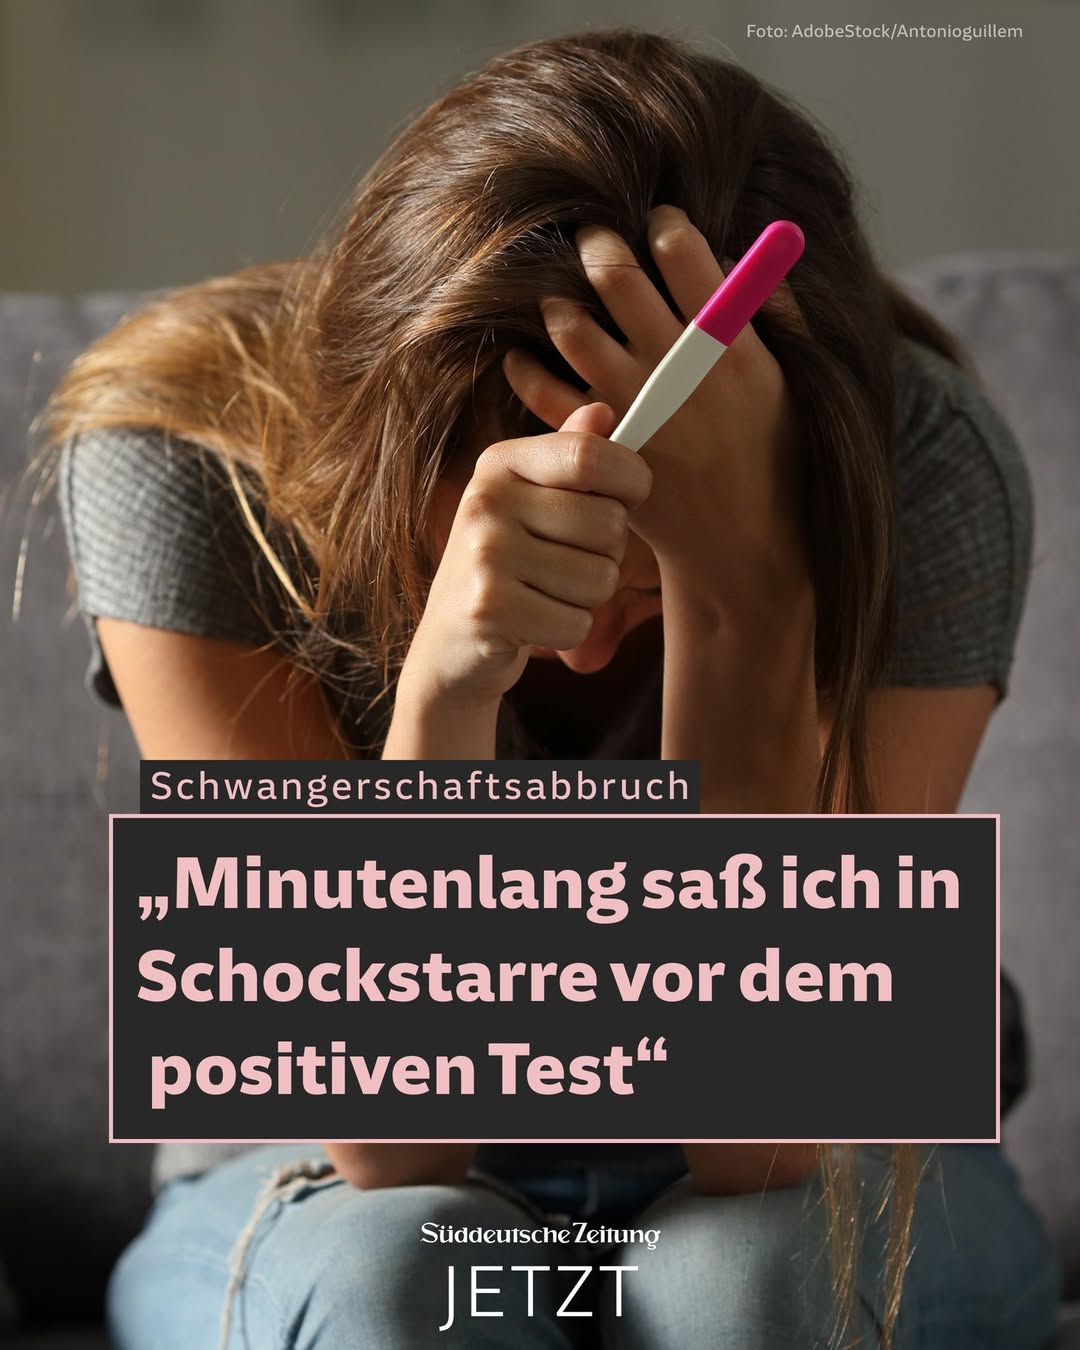 Foto: AdobeStock/Antonioguillem
Schwangerschaftsabbruch
„Minutenlang saß ich in
Schockstarre vor dem
positiven Test“
Süddeutsche Zeitung
JETZT